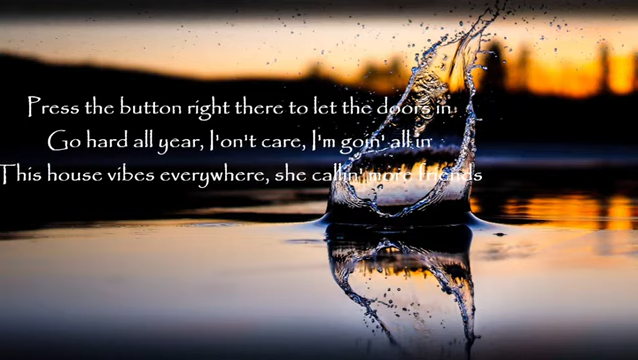 Press the button right there to let the doors in
Go hard all year, I'on't care, I'm goin' all in
This house vibes everywhere, she callin' more friends